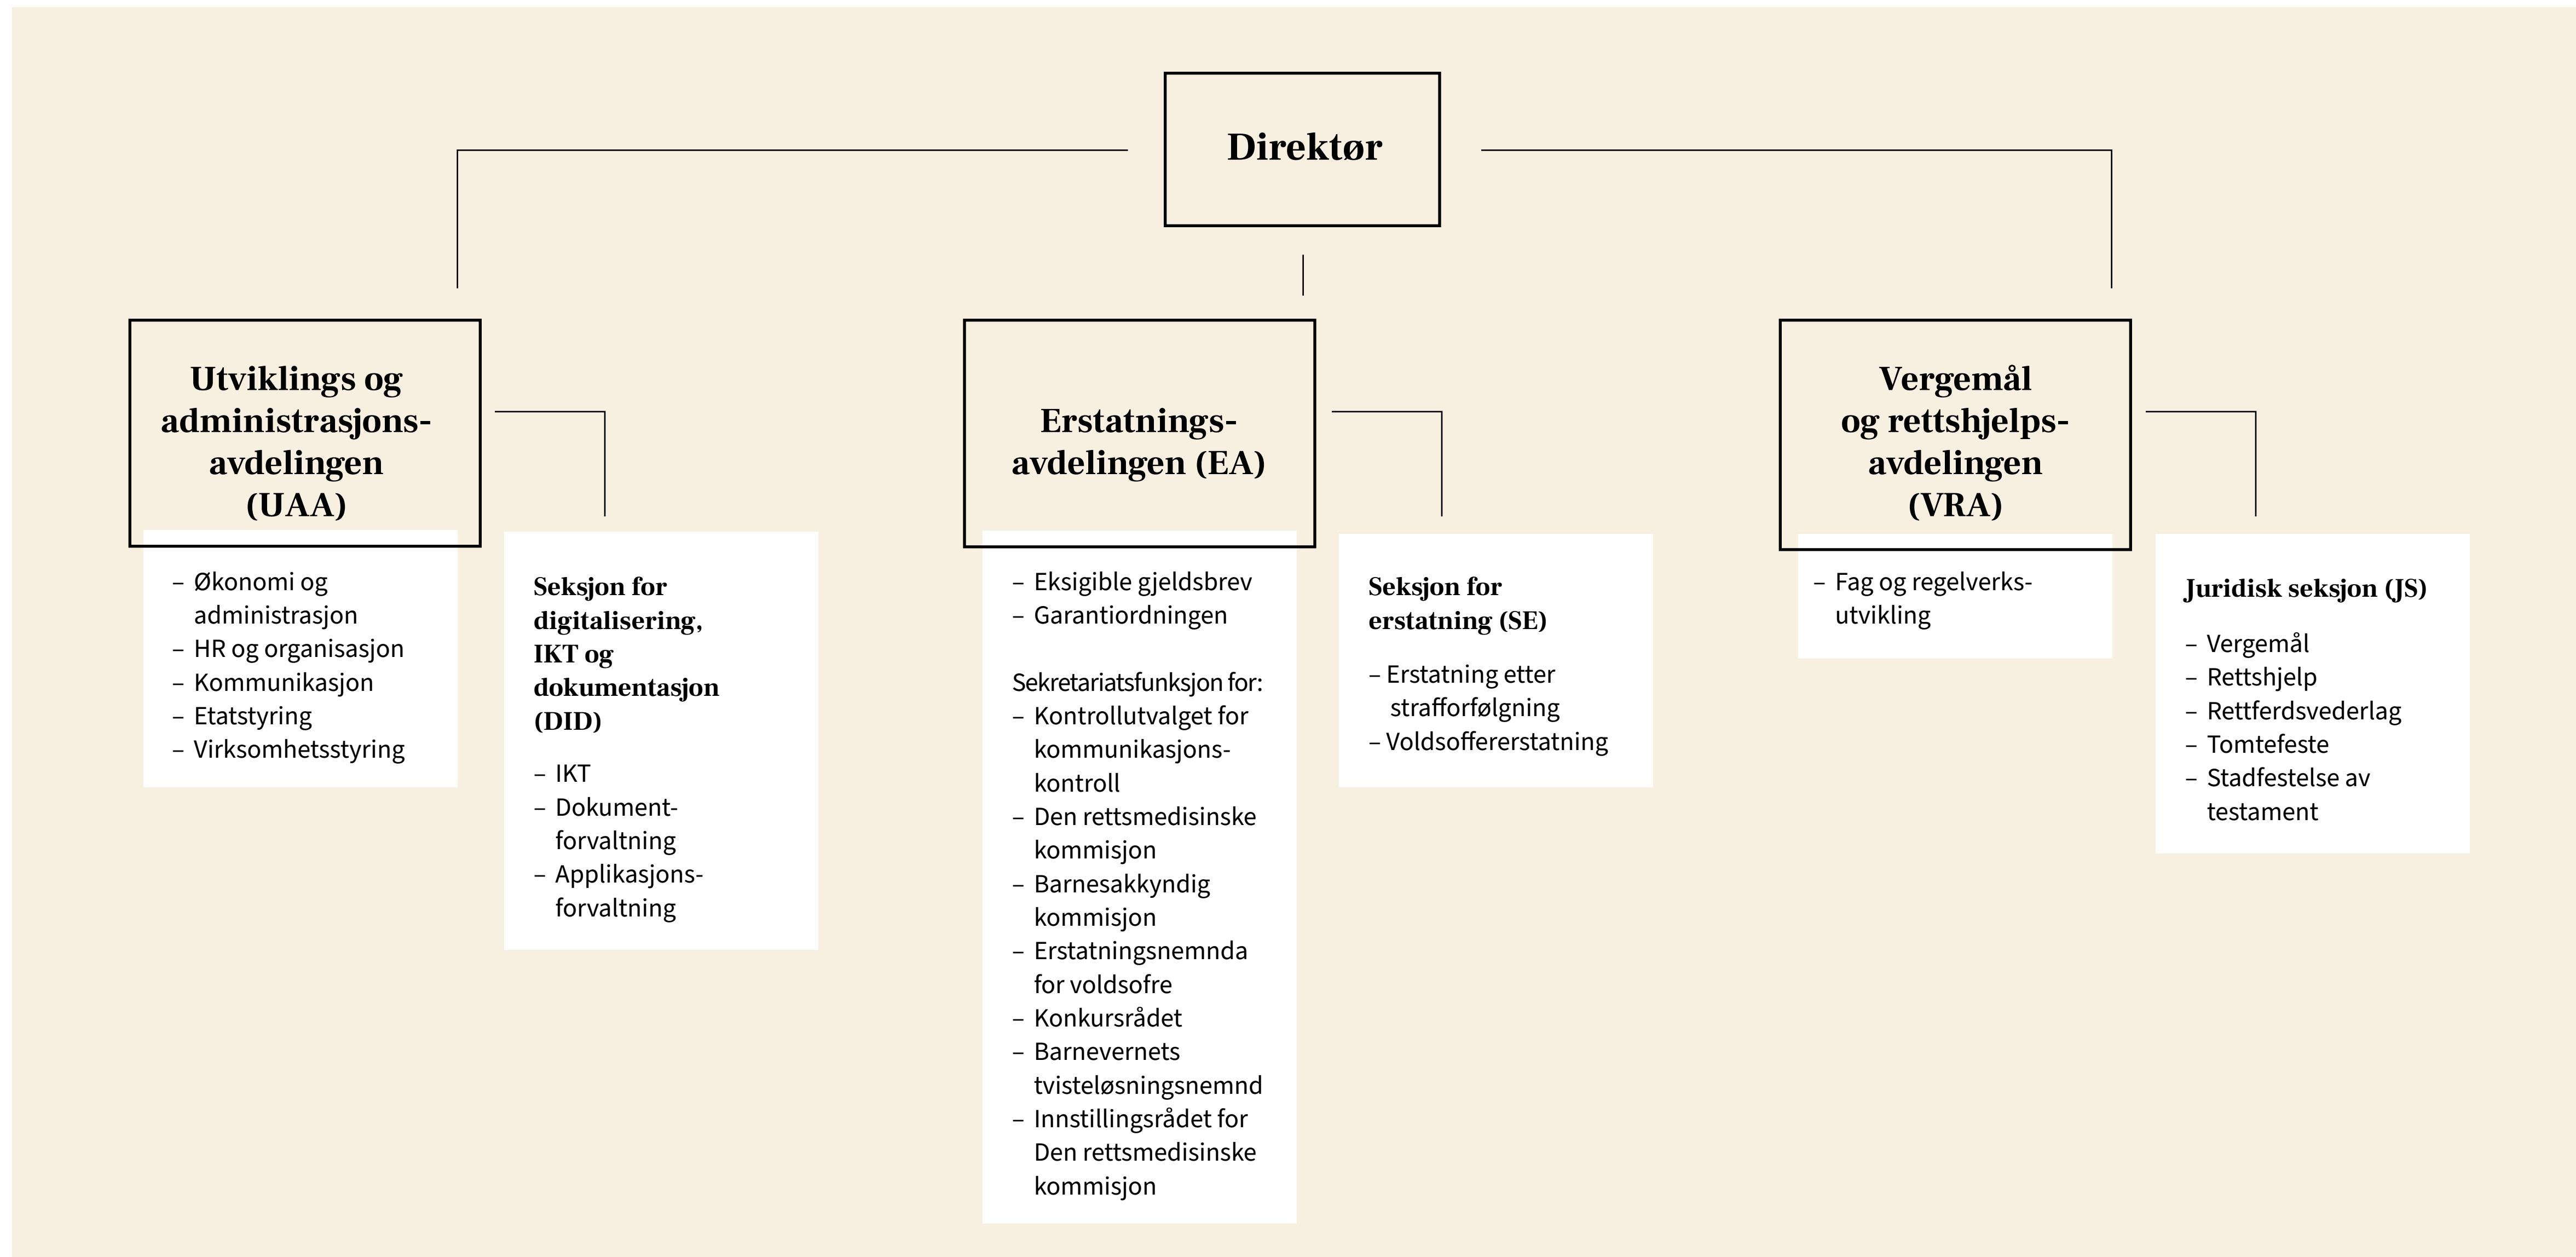 Direktør
Utviklings og
administrasjons-
avdelingen
(UAA)
– Økonomi og
administrasjon
– HR og organisasjon
– Kommunikasjon
– Etatstyring
– Virksomhetsstyring
Seksjon for
digitalisering,
IKT og
dokumentasjon
(DID)
– IKT
– Dokument-
forvaltning
– Applikasjons-
forvaltning
Erstatnings-
avdelingen (EA)
– Eksigible gjeldsbrev
– Garantiordningen
Sekretariatsfunksjon for:
– Kontrollutvalget for
kommunikasjons-
kontroll
– Den rettsmedisinske
kommisjon
– Barnesakkyndig
kommisjon
– Erstatningsnemnda
for voldsofre
– Konkursrådet
– Barnevernets
tvisteløsningsnemnd
– Innstillingsrådet for
Den rettsmedisinske
kommisjon
Seksjon for
erstatning (SE)
– Erstatning etter
strafforfølgning
– Voldsoffererstatning
Vergemål
og rettshjelps-
avdelingen
(VRA)
– Fag og regelverks-
utvikling
Juridisk seksjon (JS)
– Vergemål
– Rettshjelp
– Rettferdsvederlag
– Tomtefeste
– Stadfestelse av
testament